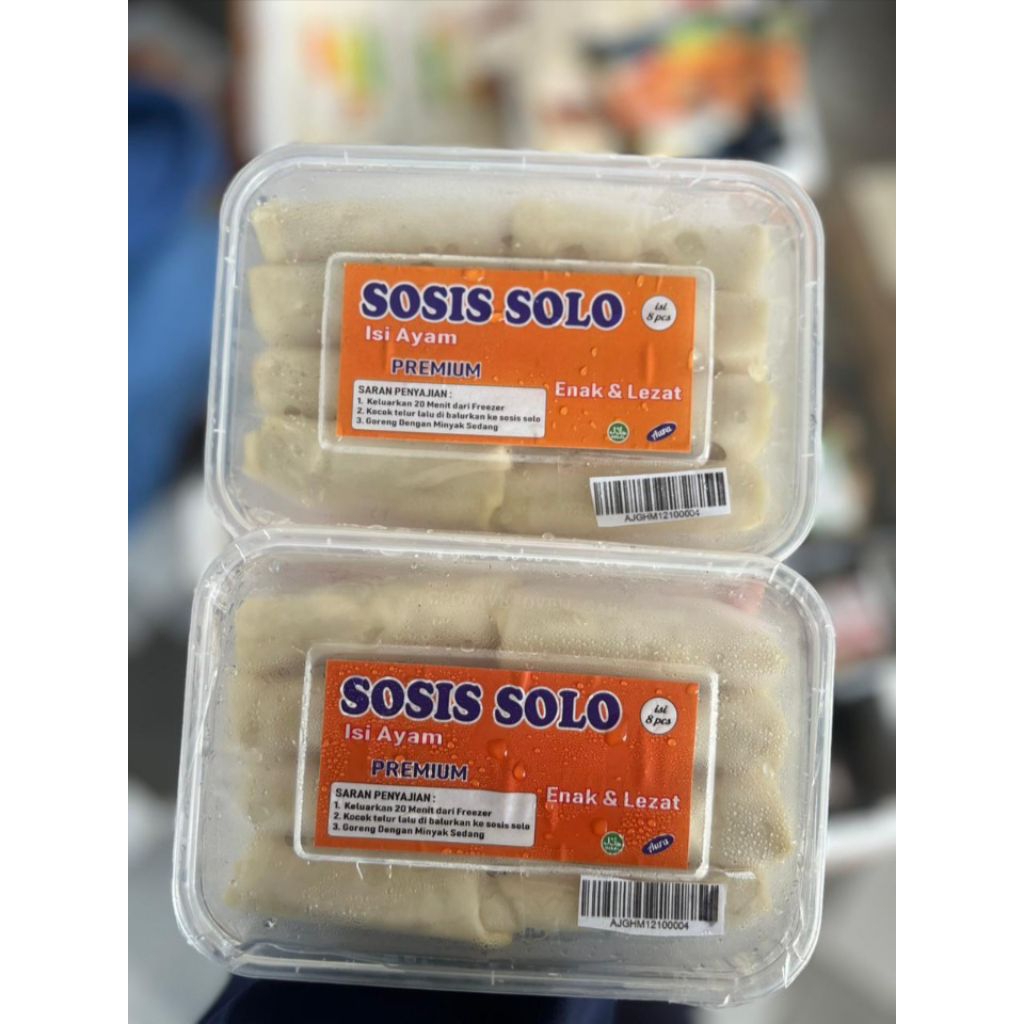 SOSIS SOLO
isi
8 pcs
Isi Ayam
PREMIUM
Enak & Lezat
SARAN PENYAJIAN :
1. Keluarkan 20 Menit dari Freezer
2. Kocok telur lalu di balurkan ke sosis solo
3. Goreng Dengan Minyak Sedang
Aura
AJGHM12100004
SOSIS SOLO
isi
8 pcs
Isi Ayam
PREMIUM
Enak & Lezat
SARAN PENYAJIAN :
1. Keluarkan 20 Menit dari Freezer
2. Kocok telur lalu di balurkan ke sosis solo
3. Goreng Dengan Minyak Sedang
Aura
AJGHM12100004